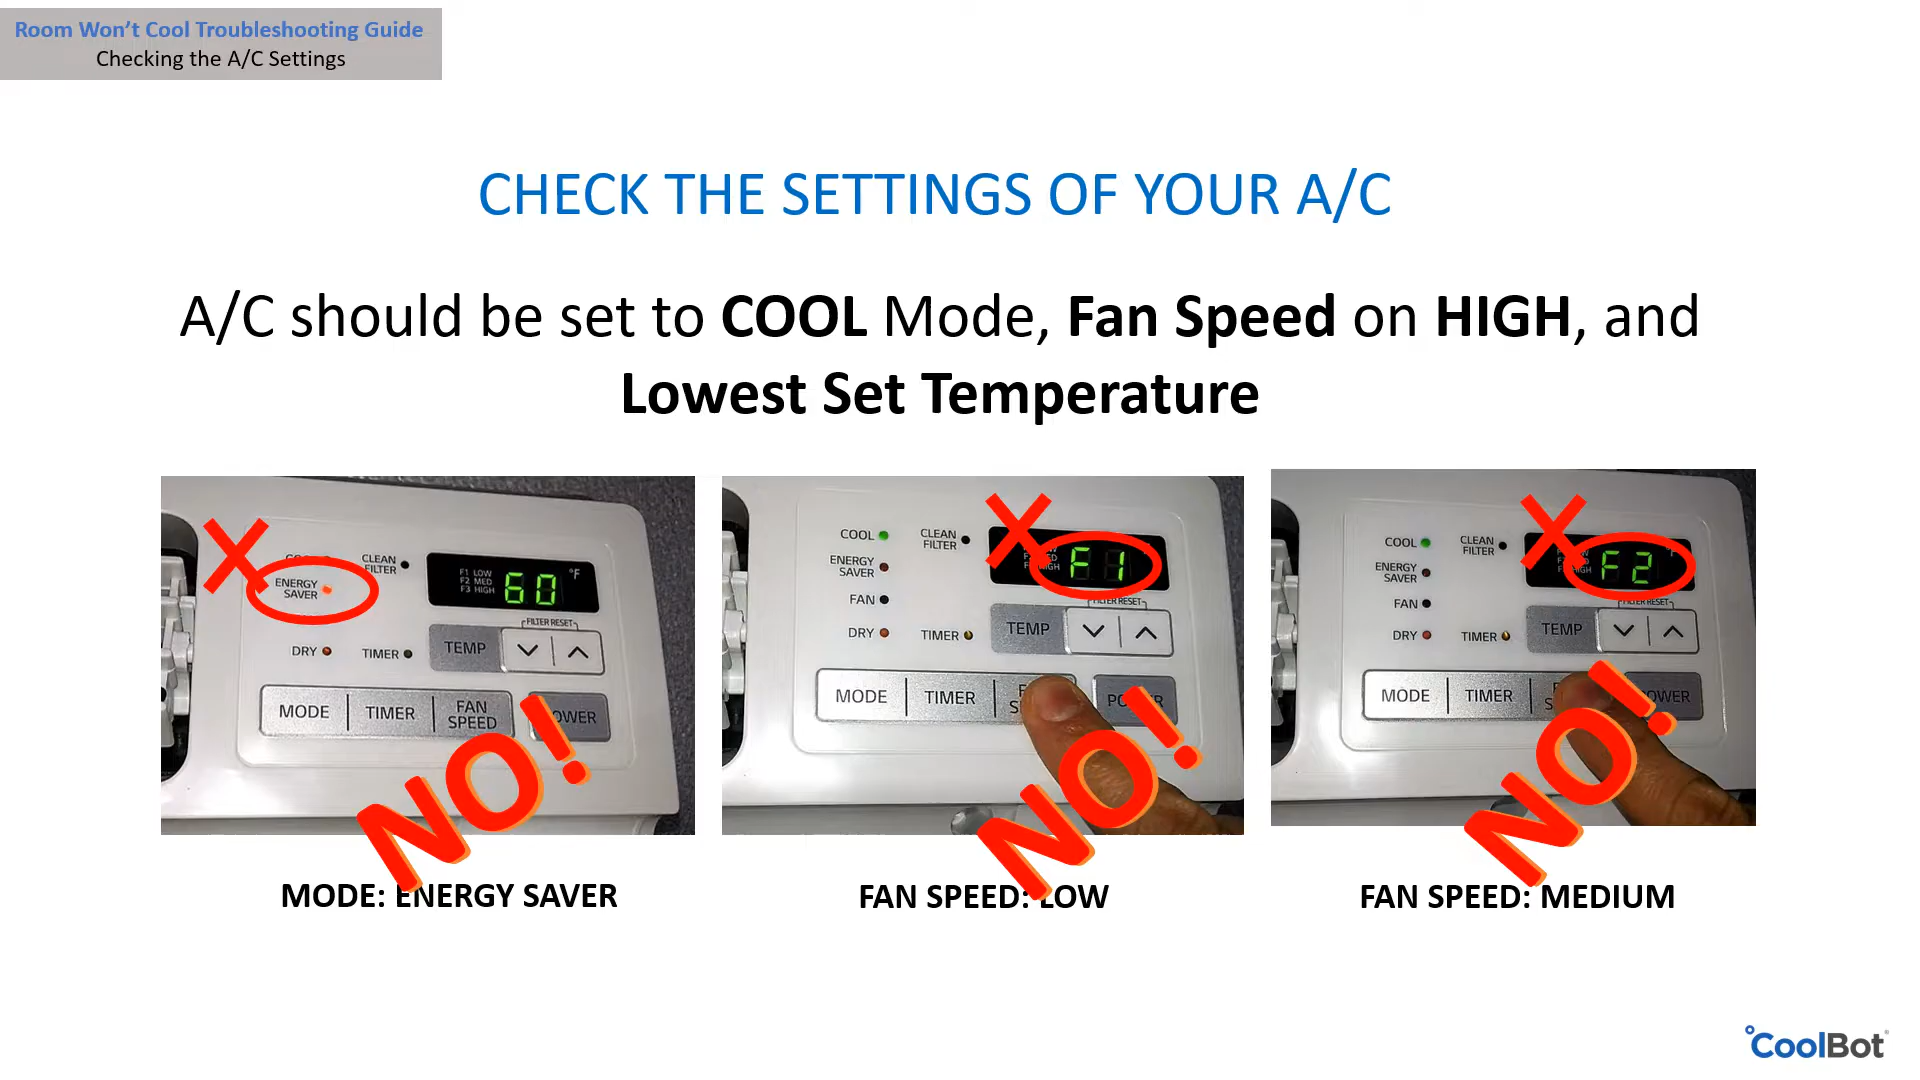 Room Won’t Cool Troubleshooting Guide
Checking the A/C Settings
CHECK THE SETTINGS OF YOUR A/C
A/C should be set to COOL Mode, Fan Speed on HIGH, and
Lowest Set Temperature
ENERGY SAVER
CLEAN FILTER
F1 LOW
F2 MED
F3 HIGH
60 °F
DRY
TIMER
TEMP
FILTER RESET
MODE
TIMER
FAN SPEED
NO!
COOL
CLEAN FILTER
F1
ENERGY SAVER
FAN
DRY
TIMER
TEMP
FILTER RESET
MODE
TIMER
NO!
COOL
CLEAN FILTER
F2
°F
ENERGY SAVER
FAN
DRY
TIMER
TEMP
FILTER RESET
MODE
TIMER
NO!
MODE: ENERGY SAVER
FAN SPEED: LOW
FAN SPEED: MEDIUM
CoolBot